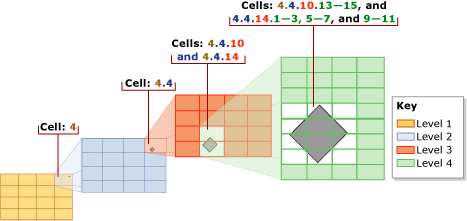 Cells: 4.4.10.13—15, and
4.4.14.1—3, 5—7, and 9—11
Cells: 4.4.10
and 4.4.14
Cell: 4.4
Cell: 4
Key
Level 1
Level 2
Level 3
Level 4